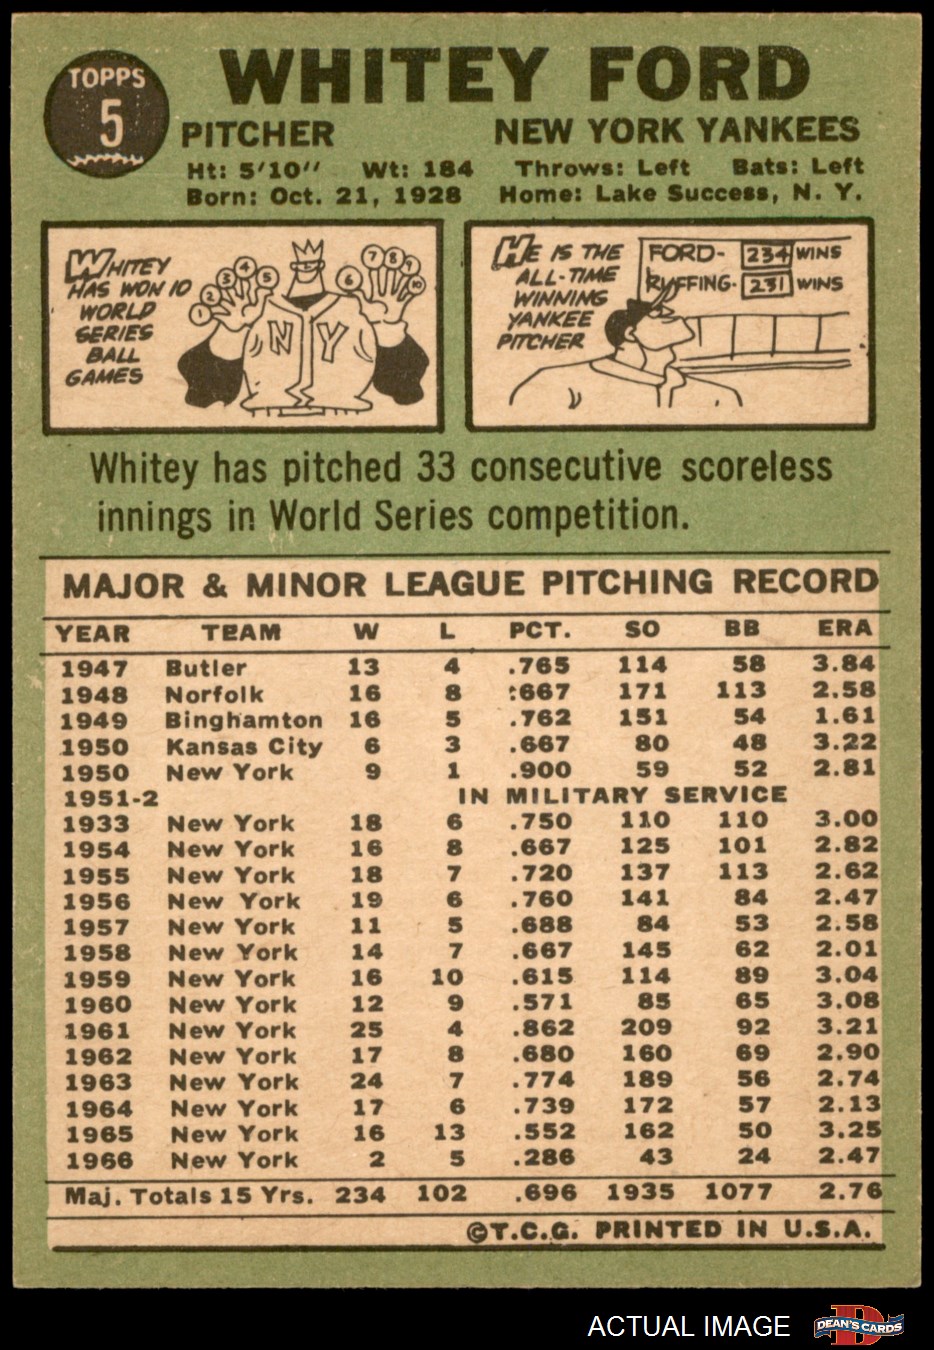 TOPPS
5
WHITEY FORD
PITCHER NEW YORK YANKEES
Ht: 5'10" Wt: 184 Throws: Left Bats: Left
Born: Oct. 21, 1928 Home: Lake Success, N. Y.
WHITEY
HAS WON 10
WORLD
SERIES
BALL
GAMES
1 2 3 4 5 6 7 8 9 10
NY
HE IS THE
ALL-TIME
WINNING
YANKEE
PITCHER
FORD- 234 WINS
RUFFING- 231 WINS
Whitey has pitched 33 consecutive scoreless
innings in World Series competition.
MAJOR & MINOR LEAGUE PITCHING RECORD
YEAR TEAM W L PCT. SO BB ERA
1947 Butler 13 4 .765 114 58 3.84
1948 Norfolk 16 8 :667 171 113 2.58
1949 Binghamton 16 5 .762 151 54 1.61
1950 Kansas City 6 3 .667 80 48 3.22
1950 New York 9 1 .900 59 52 2.81
1951-2 IN MILITARY SERVICE
1933 New York 18 6 .750 110 110 3.00
1954 New York 16 8 .667 125 101 2.82
1955 New York 18 7 .720 137 113 2.62
1956 New York 19 6 .760 141 84 2.47
1957 New York 11 5 .688 84 53 2.58
1958 New York 14 7 .667 145 62 2.01
1959 New York 16 10 .615 114 89 3.04
1960 New York 12 9 .571 85 65 3.08
1961 New York 25 4 .862 209 92 3.21
1962 New York 17 8 .680 160 69 2.90
1963 New York 24 7 .774 189 56 2.74
1964 New York 17 6 .739 172 57 2.13
1965 New York 16 13 .552 162 50 3.25
1966 New York 2 5 .286 43 24 2.47
Maj. Totals 15 Yrs. 234 102 .696 1935 1077 2.76
©T.C.G. PRINTED IN U.S.A.
ACTUAL IMAGE
D
DEAN'S CARDS